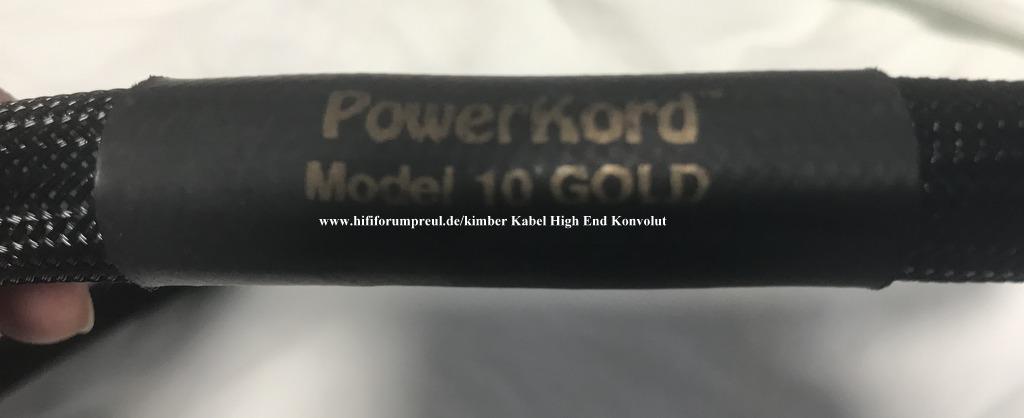 PowerKord™
Model 10 GOLD
www.hififorumpreul.de/kimber Kabel High End Konvolut